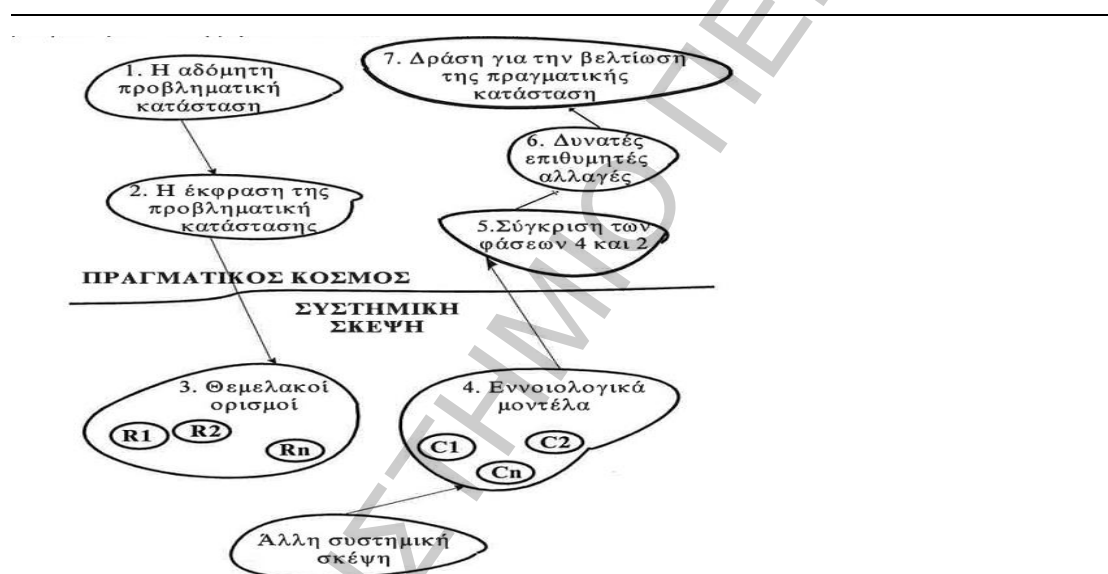 1. Η αδόμητη
προβληματική
κατάσταση
7. Δράση για την βελτίωση
της πραγματικής
κατάσταση
6. Δυνατές
επιθυμητές
αλλαγές
2. Η έκφραση της
προβληματική
κατάστασης
5.Σύγκριση των
φάσεων 4 και 2
ΠΡΑΓΜΑΤΙΚΟΣ ΚΟΣΜΟΣ
ΣΥΣΤΗΜΙΚΗ
ΣΚΕΨΗ
3. Θεμελακοί
ορισμοί
R1 R2
Rn
4. Εννοιολογικά
μοντέλα
C1 C2
Cn
Άλλη συστημική
σκέψη